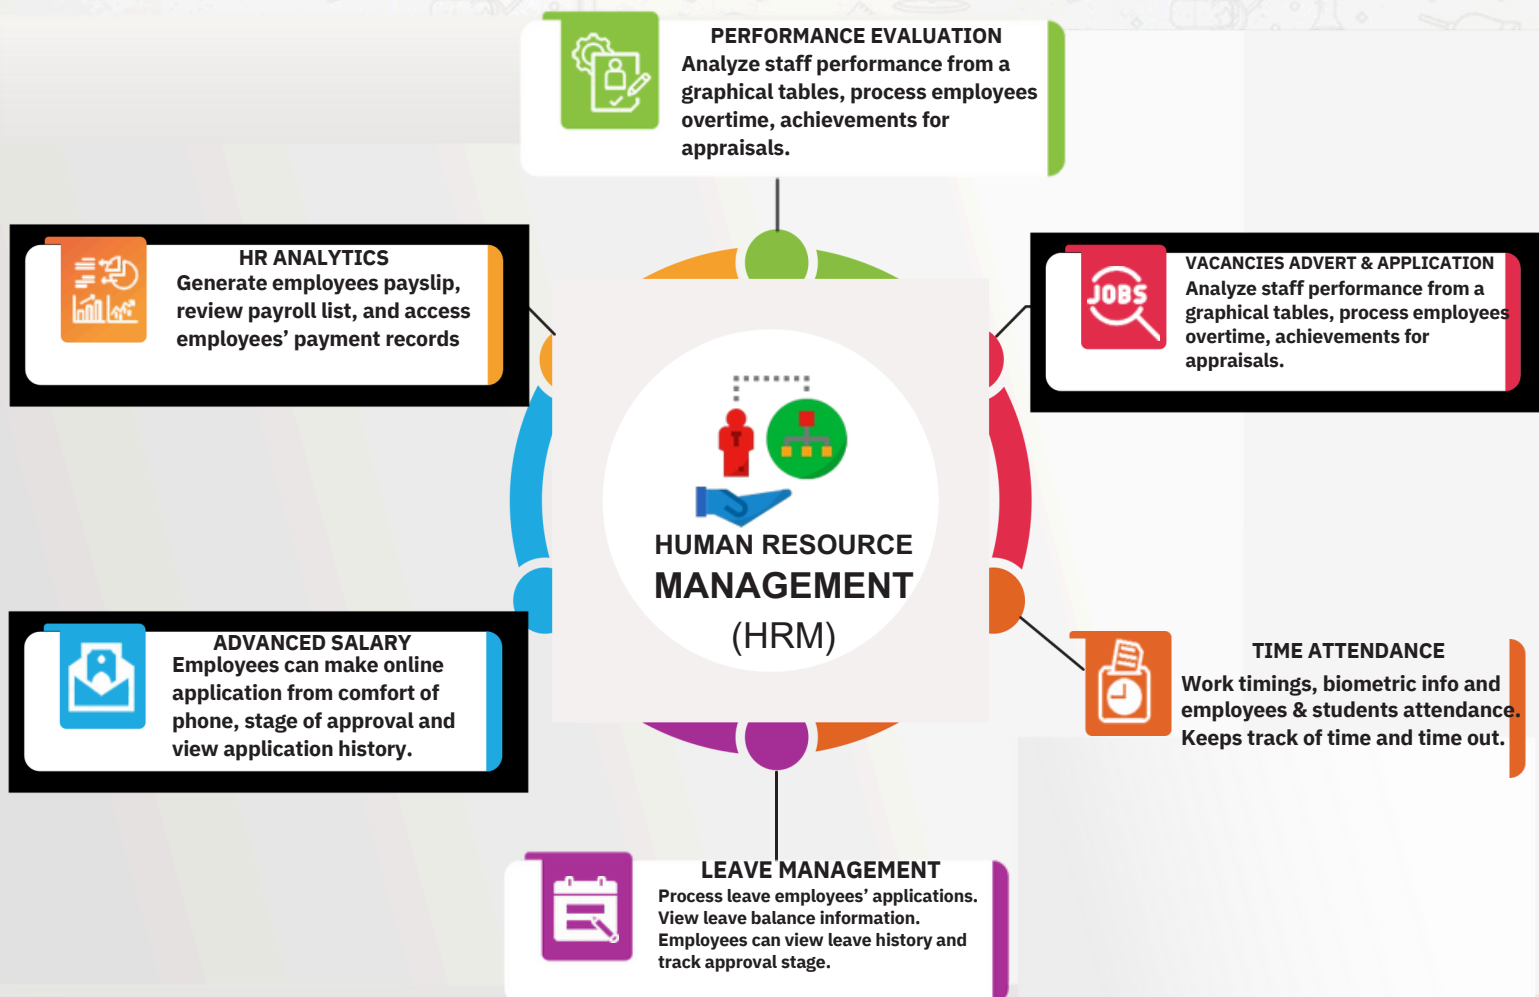 PERFORMANCE EVALUATION
Analyze staff performance from a
graphical tables, process employees
overtime, achievements for
appraisals.
HR ANALYTICS
Generate employees payslip,
review payroll list, and access
employees’ payment records
JOBS
VACANCIES ADVERT & APPLICATION
Analyze staff performance from a
graphical tables, process employees
overtime, achievements for
appraisals.
HUMAN RESOURCE
MANAGEMENT
(HRM)
ADVANCED SALARY
Employees can make online
application from comfort of
phone, stage of approval and
view application history.
TIME ATTENDANCE
Work timings, biometric info and
employees & students attendance.
Keeps track of time and time out.
LEAVE MANAGEMENT
Process leave employees’ applications.
View leave balance information.
Employees can view leave history and
track approval stage.